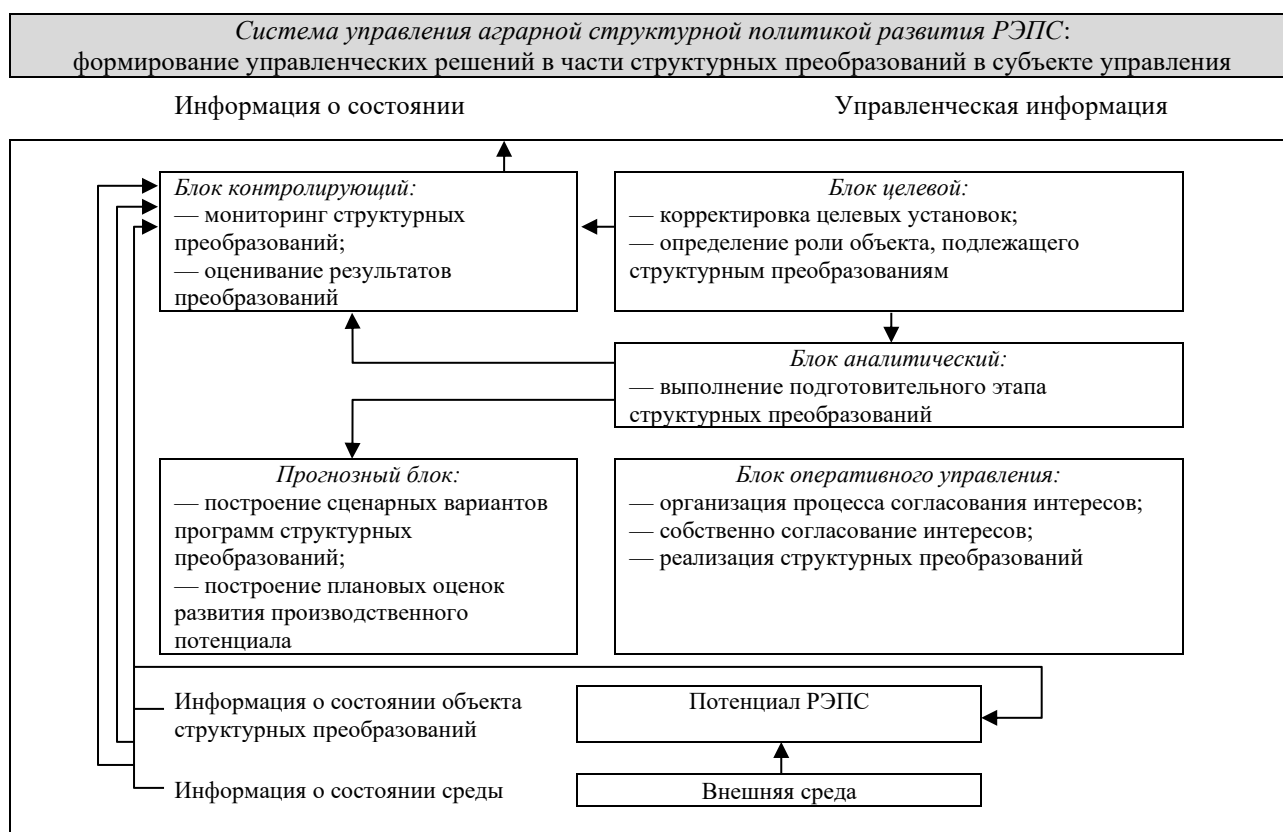 Система управления аграрной структурной политикой развития РЭПС:
формирование управленческих решений в части структурных преобразований в субъекте управления
Информация о состоянии
Управленческая информация
Блок контролирующий:
— мониторинг структурных
преобразований;
— оценивание результатов
преобразований
Блок целевой:
— корректировка целевых установок;
— определение роли объекта, подлежащего
структурным преобразованиям
Блок аналитический:
— выполнение подготовительного этапа
структурных преобразований
Прогнозный блок:
— построение сценарных вариантов
программ структурных
преобразований;
— построение плановых оценок
развития производственного
потенциала
Блок оперативного управления:
— организация процесса согласования интересов;
— собственно согласование интересов;
— реализация структурных преобразований
Информация о состоянии объекта
структурных преобразований
Потенциал РЭПС
Информация о состоянии среды
Внешняя среда